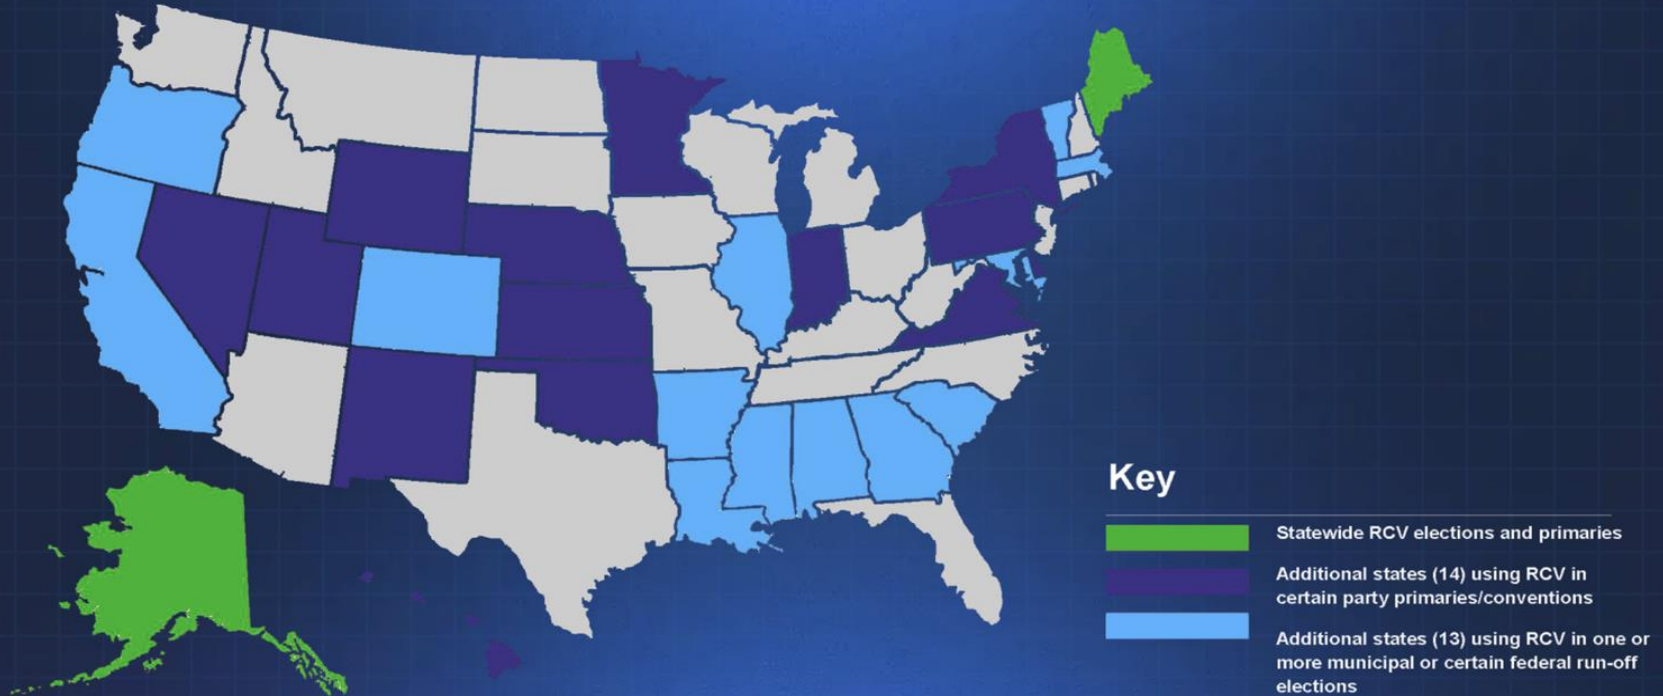 Key
Statewide RCV elections and primaries
Additional states (14) using RCV in
certain party primaries/conventions
Additional states (13) using RCV in one or
more municipal or certain federal run-off
elections